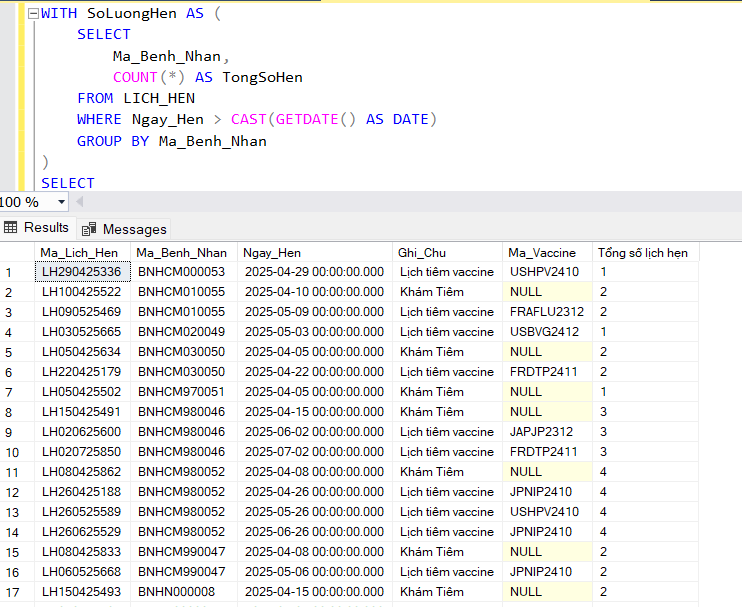 WITH SoLuongHen AS (
SELECT
Ma_Benh_Nhan,
COUNT(*) AS TongSoHen
FROM LICH_HEN
WHERE Ngay_Hen > CAST(GETDATE() AS DATE)
GROUP BY Ma_Benh_Nhan
)
SELECT
100 %
Results Messages
Ma_Lich_Hen Ma_Benh_Nhan Ngay_Hen Ghi_Chu Ma_Vaccine Tổng số lịch hẹn
1 LH290425336 BNHCM000053 2025-04-29 00:00:00.000 Lịch tiêm vaccine USHPV2410 1
2 LH100425522 BNHCM010055 2025-04-10 00:00:00.000 Khám Tiêm NULL 2
3 LH090525469 BNHCM010055 2025-05-09 00:00:00.000 Lịch tiêm vaccine FRAFLU2312 2
4 LH030525665 BNHCM020049 2025-05-03 00:00:00.000 Lịch tiêm vaccine USBVG2412 1
5 LH050425634 BNHCM030050 2025-04-05 00:00:00.000 Khám Tiêm NULL 2
6 LH220425179 BNHCM030050 2025-04-22 00:00:00.000 Lịch tiêm vaccine FRDTP2411 2
7 LH050425502 BNHCM970051 2025-04-05 00:00:00.000 Khám Tiêm NULL 1
8 LH150425491 BNHCM980046 2025-04-15 00:00:00.000 Khám Tiêm NULL 3
9 LH020625600 BNHCM980046 2025-06-02 00:00:00.000 Lịch tiêm vaccine JAPJP2312 3
10 LH020725850 BNHCM980046 2025-07-02 00:00:00.000 Lịch tiêm vaccine FRDTP2411 3
11 LH080425862 BNHCM980052 2025-04-08 00:00:00.000 Khám Tiêm NULL 4
12 LH260425188 BNHCM980052 2025-04-26 00:00:00.000 Lịch tiêm vaccine JPNIP2410 4
13 LH260525589 BNHCM980052 2025-05-26 00:00:00.000 Lịch tiêm vaccine USHPV2410 4
14 LH260625529 BNHCM980052 2025-06-26 00:00:00.000 Lịch tiêm vaccine JPNIP2410 4
15 LH080425833 BNHCM990047 2025-04-08 00:00:00.000 Khám Tiêm NULL 2
16 LH060525668 BNHCM990047 2025-05-06 00:00:00.000 Lịch tiêm vaccine JPNIP2410 2
17 LH150425493 BNHN000008 2025-04-15 00:00:00.000 Khám Tiêm NULL 2